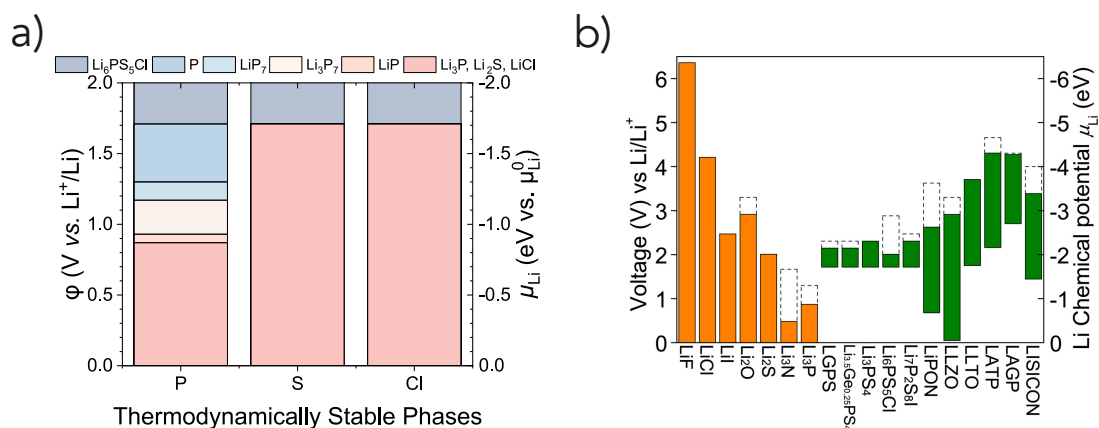 a)
Li₆PS₅Cl P LiP₇ Li₃P₇ LiP Li₃P, Li₂S, LiCl
φ (V vs. Li⁺/Li)
2.0
1.5
1.0
0.5
0.0
-2.0
-1.5
-1.0
-0.5
-0.0
μLi (eV vs. μ⁰Li)
P S Cl
Thermodynamically Stable Phases
b)
Voltage (V) vs Li/Li⁺
6
5
4
3
2
1
0
-6
-5
-4
-3
-2
-1
0
Li Chemical potential μLi (eV)
LiF
LiCl
LiI
Li₂O
Li₂S
Li₃N
Li₃P
LGPS
Li₃.₅Ge₀.₂₅PS₄
Li₃PS₄
Li₆PS₅Cl
Li₇P₂S₈I
LiPON
LLZO
LLTO
LATP
LAGP
LISICON